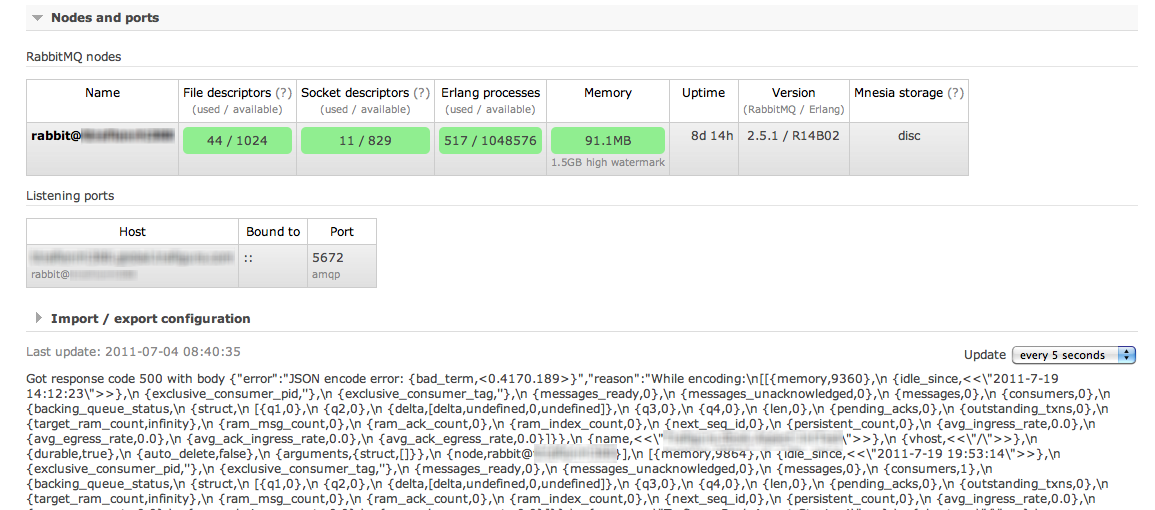 Nodes and ports
RabbitMQ nodes
Name File descriptors (?) Socket descriptors (?) Erlang processes Memory Uptime Version Mnesia storage (?)
(used / available) (used / available) (used / available) (RabbitMQ / Erlang)
rabbit@ 44 / 1024 11 / 829 517 / 1048576 91.1MB 8d 14h 2.5.1 / R14B02 disc
1.5GB high watermark
Listening ports
Host Bound to Port
:: 5672
rabbit@ amqp
Import / export configuration
Last update: 2011-07-04 08:40:35
Update every 5 seconds
Got response code 500 with body {"error":"JSON encode error: {bad_term,<0.4170.189>}","reason":"While encoding:\n[[{memory,9360},\n {idle_since,<<\"2011-7-19
14:12:23\">>},\n {exclusive_consumer_pid,''},\n {exclusive_consumer_tag,''},\n {messages_ready,0},\n {messages_unacknowledged,0},\n {messages,0},\n {consumers,0},\n
{backing_queue_status,\n {struct,\n [{q1,0},\n {q2,0},\n {delta,[delta,undefined,0,undefined]},\n {q3,0},\n {q4,0},\n {len,0},\n {pending_acks,0},\n {outstanding_txns,0},\n
{target_ram_count,infinity},\n {ram_msg_count,0},\n {ram_ack_count,0},\n {ram_index_count,0},\n {next_seq_id,0},\n {persistent_count,0},\n {avg_ingress_rate,0.0},\n
{avg_egress_rate,0.0},\n {avg_ack_ingress_rate,0.0},\n {avg_ack_egress_rate,0.0}]}},\n {name,<<\" \">>},\n {vhost,<<\"/\">>},\n
{durable,true},\n {auto_delete,false},\n {arguments,{struct,[]}},\n {node,rabbit@ }],\n [{memory,9864},\n {idle_since,<<\"2011-7-19 19:53:14\">>},\n
{exclusive_consumer_pid,''},\n {exclusive_consumer_tag,''},\n {messages_ready,0},\n {messages_unacknowledged,0},\n {messages,0},\n {consumers,1},\n
{backing_queue_status,\n {struct,\n [{q1,0},\n {q2,0},\n {delta,[delta,undefined,0,undefined]},\n {q3,0},\n {q4,0},\n {len,0},\n {pending_acks,0},\n {outstanding_txns,0},\n
{target_ram_count,infinity},\n {ram_msg_count,0},\n {ram_ack_count,0},\n {ram_index_count,0},\n {next_seq_id,0},\n {persistent_count,0},\n {avg_ingress_rate,0.0},\n